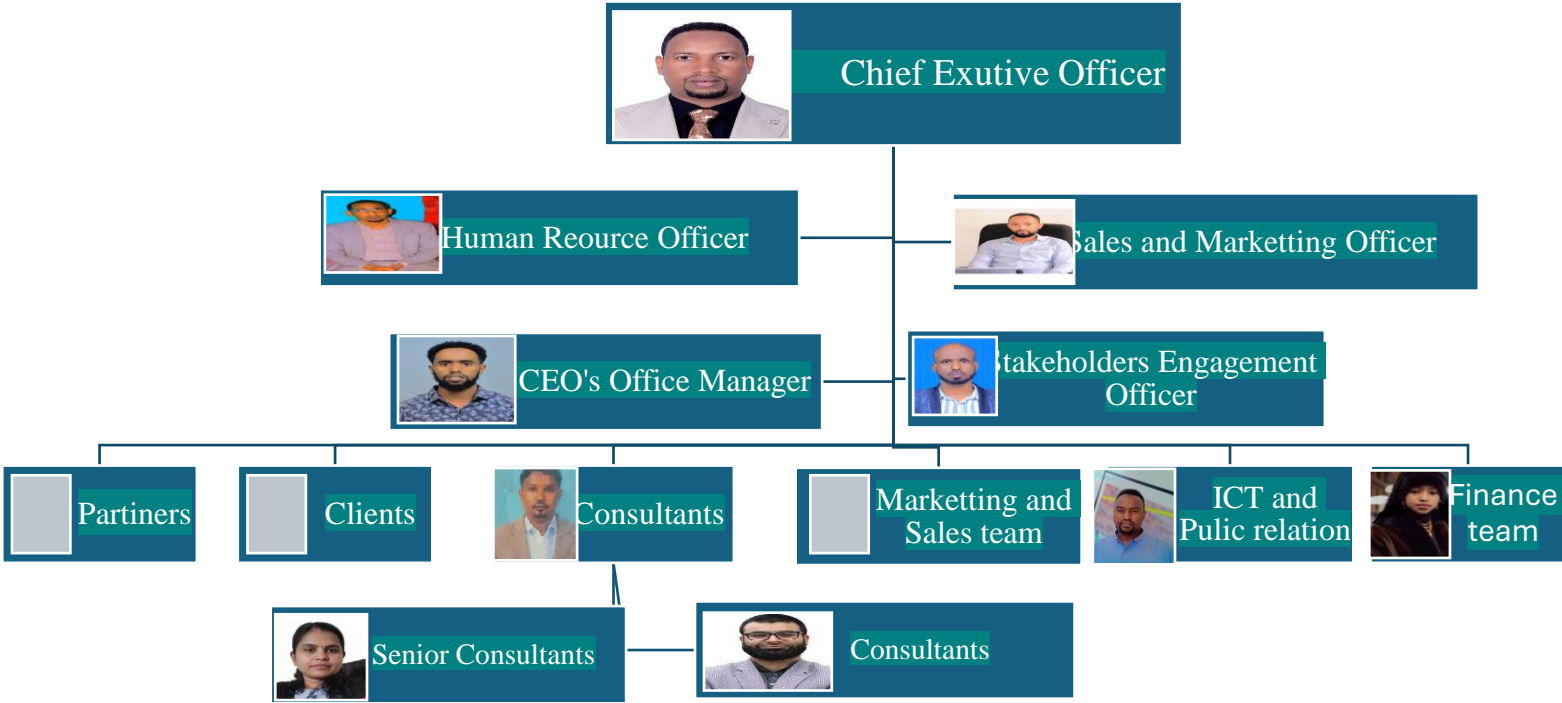 Chief Exutive Officer
Human Reource Officer
Sales and Marketting Officer
CEO's Office Manager
Stakeholders Engagement
Officer
Partiners
Clients
Consultants
Marketting and
Sales team
ICT and
Pulic relation
Finance
team
Senior Consultants
Consultants